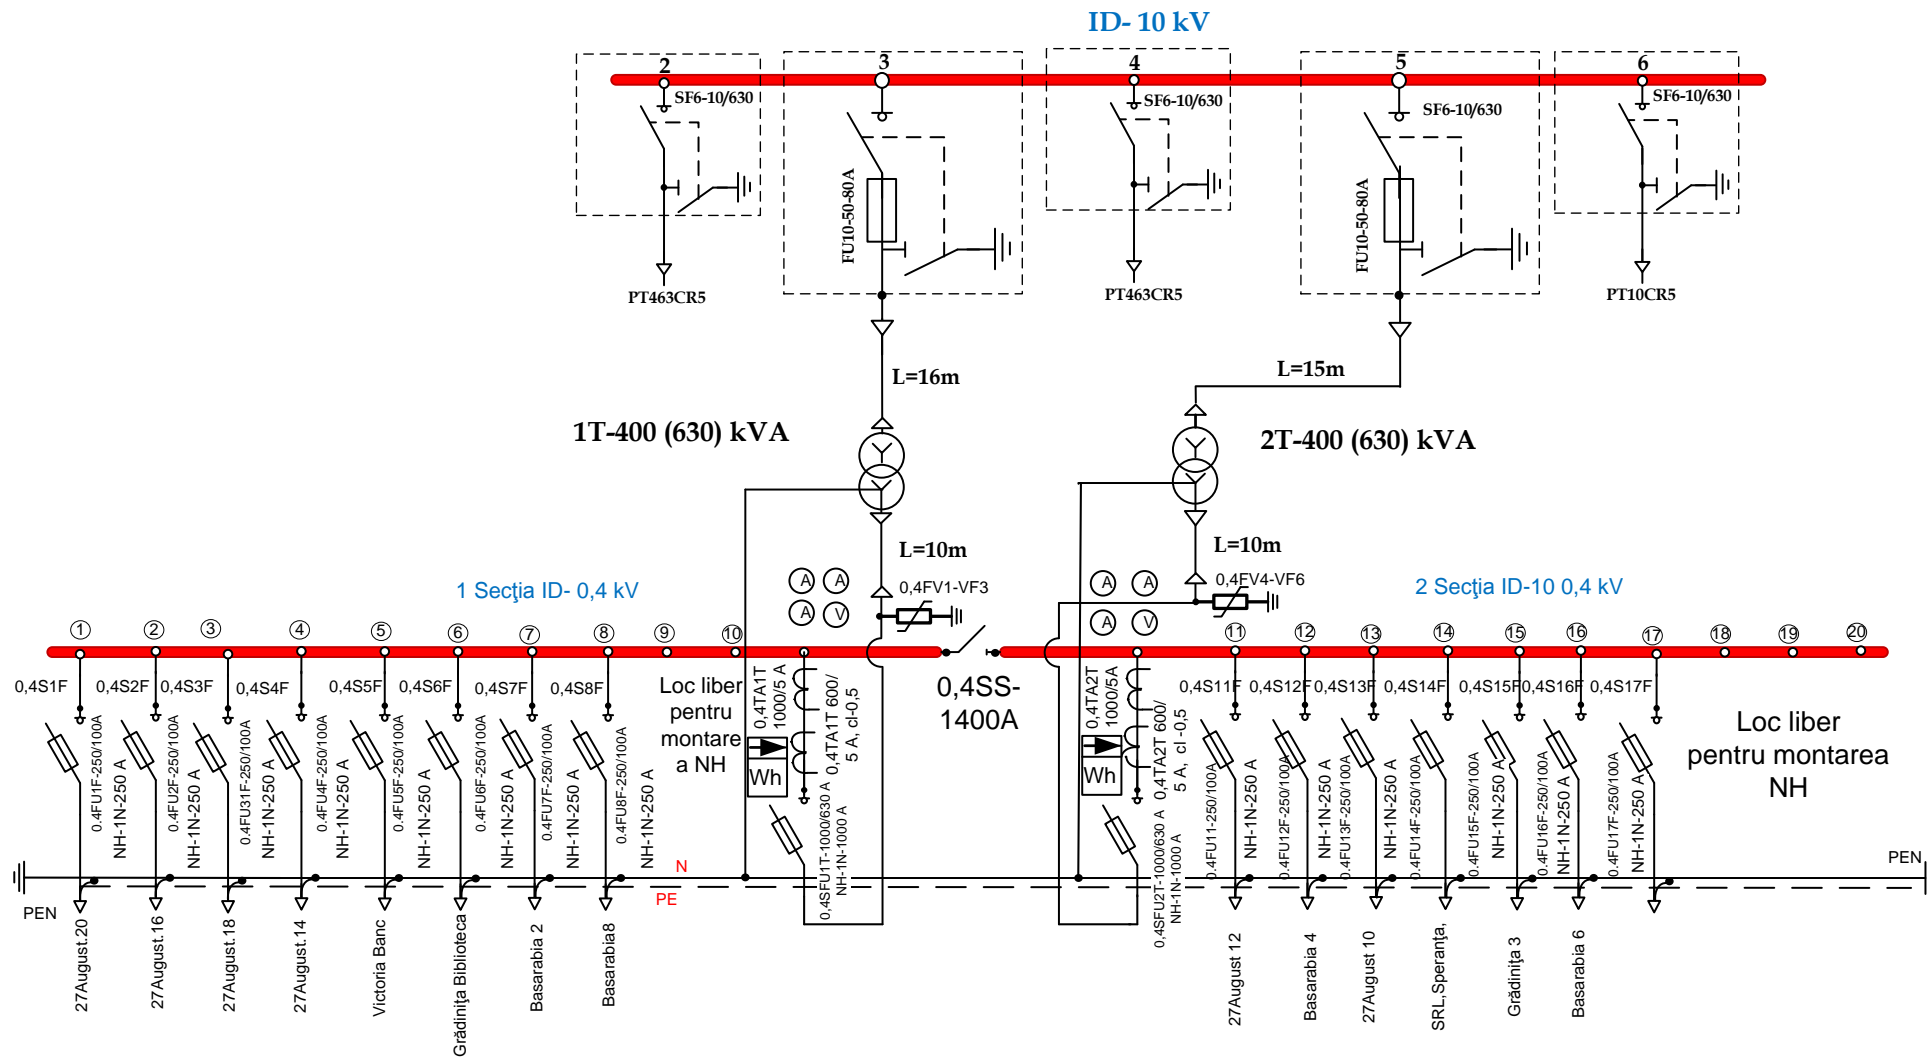 ID- 10 kV
2
3
4
5
6
SF6-10/630
SF6-10/630
SF6-10/630
SF6-10/630
FU10-50-80A
FU10-50-80A
PT463CR5
PT463CR5
PT10CR5
L=16m
L=15m
1T-400 (630) kVA
2T-400 (630) kVA
L=10m
L=10m
A
A
A
V
0,4FV1-VF3
A
A
A
V
0,4FV4-VF6
1 Secţia ID- 0,4 kV
2 Secţia ID-10 0,4 kV
1
2
3
4
5
6
7
8
9
10
11
12
13
14
15
16
17
18
19
20
0,4S1F
0,4S2F
0,4S3F
0,4S4F
0,4S5F
0,4S6F
0,4S7F
0,4S8F
Loc liber
pentru
montare
a NH
0,4TA1T
1000/5 A
0,4TA1T 600/
5 A, cl-0,5
Wh
0,4SS-
1400A
0,4TA2T
1000/5A
0,4TA2T 600/
5 A, cl -0,5
Wh
0,4S11F
0,4S12F
0,4S13F
0,4S14F
0,4S15F
0,4S16F
0,4S17F
Loc liber
pentru montarea
NH
0.4FU1F-250/100A
NH-1N-250 A
0.4FU2F-250/100A
NH-1N-250 A
0.4FU31F-250/100A
NH-1N-250 A
0.4FU4F-250/100A
NH-1N-250 A
0.4FU5F-250/100A
NH-1N-250 A
0.4FU6F-250/100A
NH-1N-250 A
0.4FU7F-250/100A
NH-1N-250 A
0.4FU8F-250/100A
NH-1N-250 A
0,4SFU1T-1000/630 A
NH-1N-1000 A
0,4SFU2T-1000/630 A
NH-1N-1000 A
0.4FU11-250/100A
NH-1N-250 A
0.4FU12F-250/100A
NH-1N-250 A
0.4FU13F-250/100A
NH-1N-250 A
0.4FU14F-250/100A
NH-1N-250 A
0.4FU15F-250/100A
NH-1N-250 A
0.4FU16F-250/100A
NH-1N-250 A
0.4FU17F-250/100A
NH-1N-250 A
N
PE
PEN
PEN
27August.20
27August.16
27August.18
27August.14
Victoria Banc
Grădiniţa Biblioteca
Basarabia 2
Basarabia8
27August 12
Basarabia 4
27August 10
SRL,Speranţa,
Grădiniţa 3
Basarabia 6